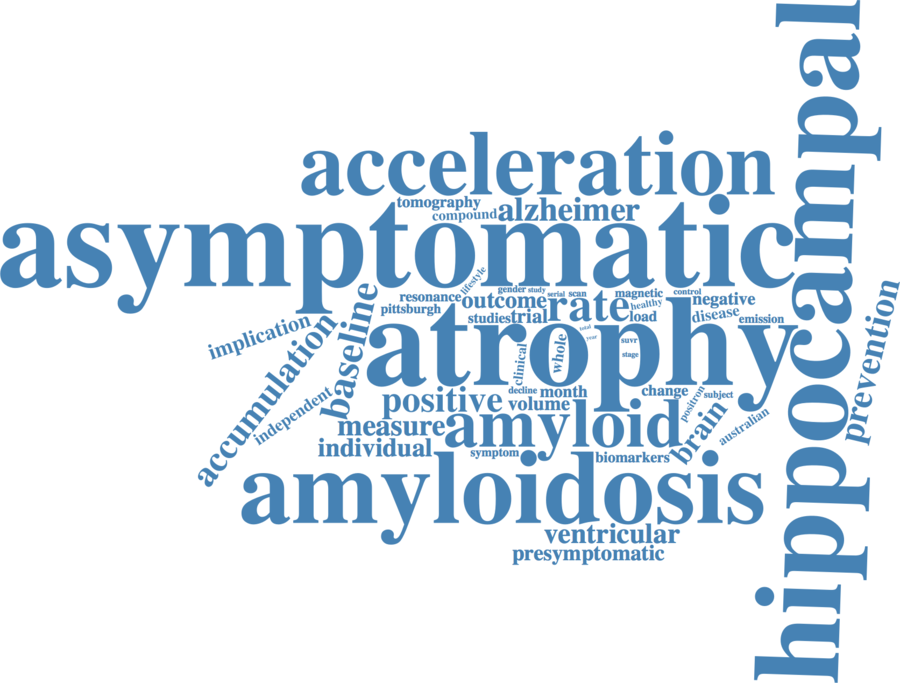 hippocampal
acceleration
tomography
compound
alzheimer
asymptomatic
lifestyle
gender
study
serial
scan
magnetic
control
resonance
outcome
rate
healthy
negative
pittsburgh
studies
trial
load
disease
emission
prevention
implication
accumulation
baseline
atrophy
total
year
whole
suvr
stage
clinical
decline
month
change
positron
subject
independent
positive
volume
australian
measure
amyloid
brain
individual
symptom
biomarkers
amyloidosis
ventricular
presymptomatic